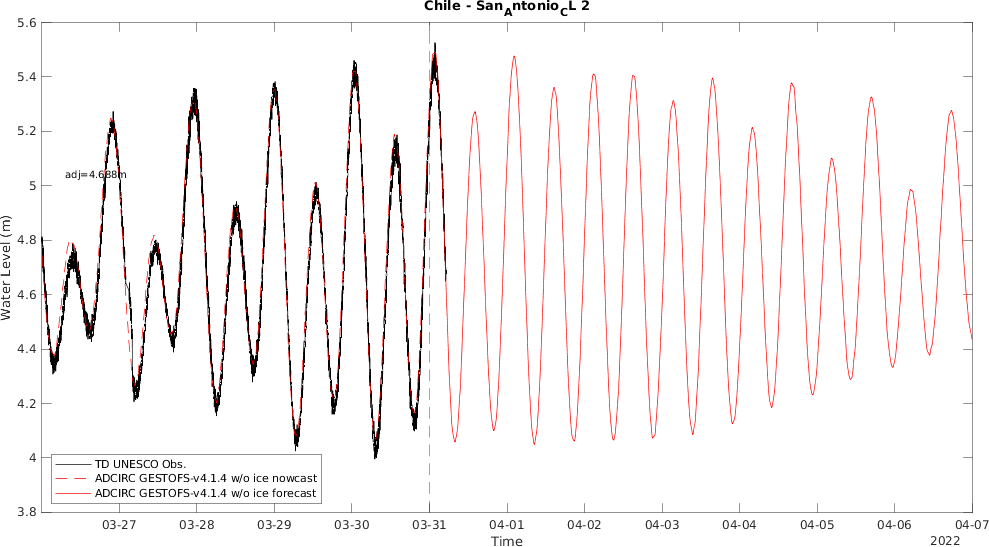 Chile - San_Antonio_CL 2
5.6
5.4
5.2
5
4.8
4.6
4.4
4.2
4
3.8
Water Level (m)
adj=4.688m
TD UNESCO Obs.
ADCIRC GESTOFS-v4.1.4 w/o ice nowcast
ADCIRC GESTOFS-v4.1.4 w/o ice forecast
03-27 03-28 03-29 03-30 03-31 04-01 04-02 04-03 04-04 04-05 04-06 04-07
Time
2022